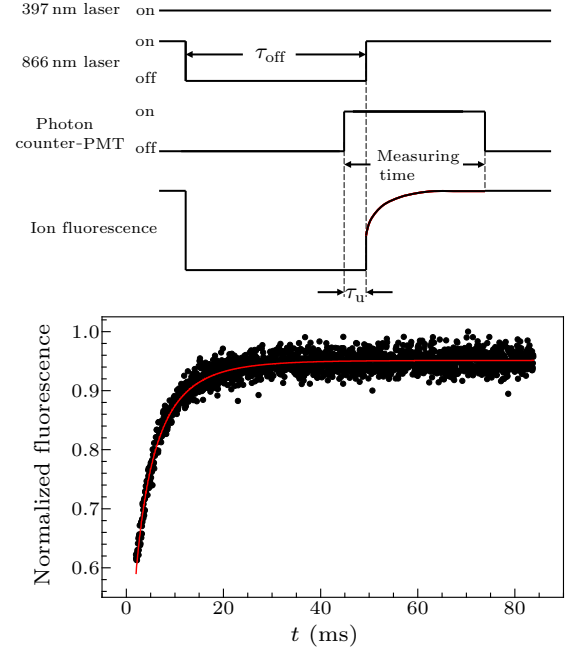 397 nm laser on
on
866 nm laser
off
τoff
on
Photon
counter-PMT
off
Measuring
time
Ion fluorescence
τu
1.0
0.9
0.8
0.7
0.6
Normalized fluorescence
0 20 40 60 80
t (ms)